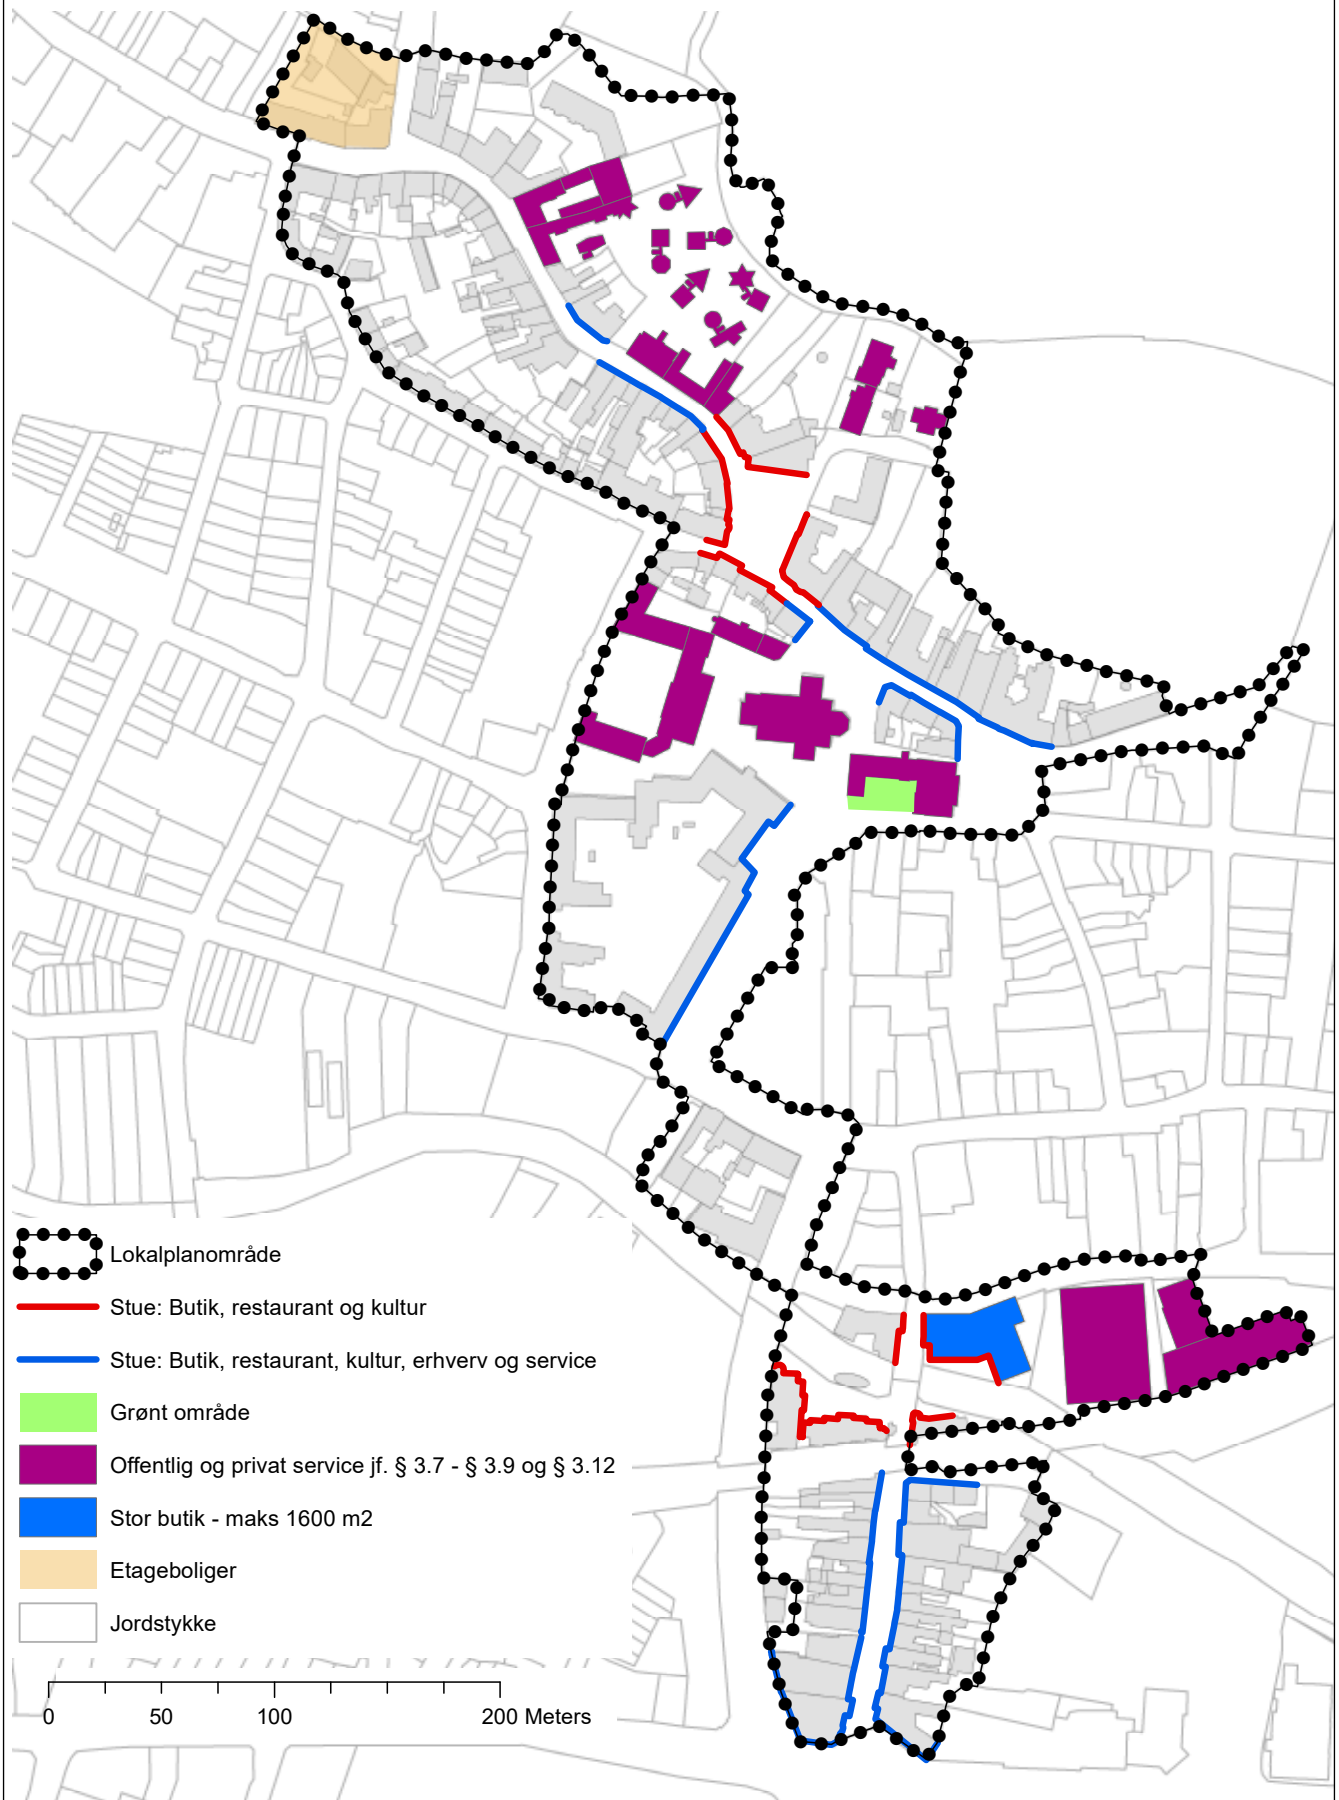 Lokalplanområde
Stue: Butik, restaurant og kultur
Stue: Butik, restaurant, kultur, erhverv og service
Grønt område
Offentlig og privat service jf. § 3.7 - § 3.9 og § 3.12
Stor butik - maks 1600 m2
Etageboliger
Jordstykke
0 50 100 200 Meters